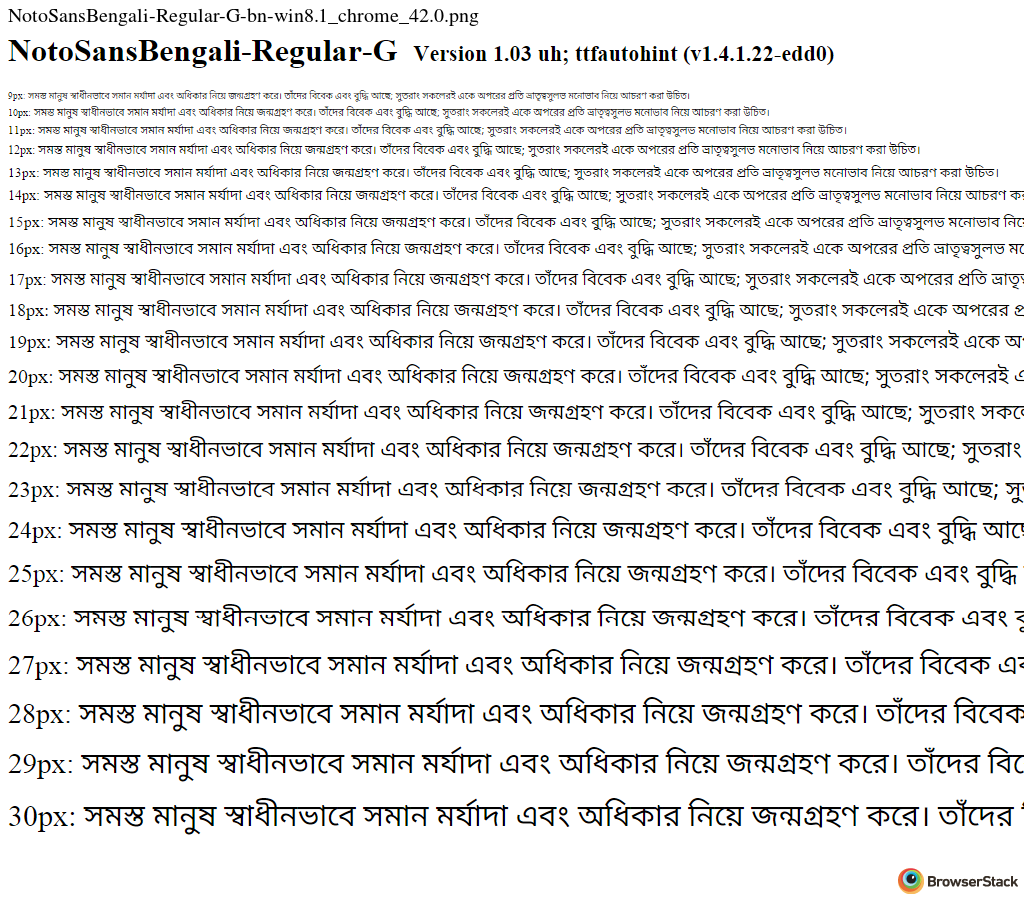 NotoSansBengali-Regular-G-bn-win8.1_chrome_42.0.png
NotoSansBengali-Regular-G Version 1.03 uh; ttfautohint (v1.4.1.22-edd0)
9px: সমস্ত মানুষ স্বাধীনভাবে সমান মর্যাদা এবং অধিকার নিয়ে জন্মগ্রহণ করে। তাঁদের বিবেক এবং বুদ্ধি আছে; সুতরাং সকলেরই একে অপরের প্রতি ভ্রাতৃত্বসুলভ মনোভাব নিয়ে আচরণ করা উচিত।
10px: সমস্ত মানুষ স্বাধীনভাবে সমান মর্যাদা এবং অধিকার নিয়ে জন্মগ্রহণ করে। তাঁদের বিবেক এবং বুদ্ধি আছে; সুতরাং সকলেরই একে অপরের প্রতি ভ্রাতৃত্বসুলভ মনোভাব নিয়ে আচরণ করা উচিত।
11px: সমস্ত মানুষ স্বাধীনভাবে সমান মর্যাদা এবং অধিকার নিয়ে জন্মগ্রহণ করে। তাঁদের বিবেক এবং বুদ্ধি আছে; সুতরাং সকলেরই একে অপরের প্রতি ভ্রাতৃত্বসুলভ মনোভাব নিয়ে আচরণ করা উচিত।
12px: সমস্ত মানুষ স্বাধীনভাবে সমান মর্যাদা এবং অধিকার নিয়ে জন্মগ্রহণ করে। তাঁদের বিবেক এবং বুদ্ধি আছে; সুতরাং সকলেরই একে অপরের প্রতি ভ্রাতৃত্বসুলভ মনোভাব নিয়ে আচরণ করা উচিত।
13px: সমস্ত মানুষ স্বাধীনভাবে সমান মর্যাদা এবং অধিকার নিয়ে জন্মগ্রহণ করে। তাঁদের বিবেক এবং বুদ্ধি আছে; সুতরাং সকলেরই একে অপরের প্রতি ভ্রাতৃত্বসুলভ মনোভাব নিয়ে আচরণ করা উচিত।
14px: সমস্ত মানুষ স্বাধীনভাবে সমান মর্যাদা এবং অধিকার নিয়ে জন্মগ্রহণ করে। তাঁদের বিবেক এবং বুদ্ধি আছে; সুতরাং সকলেরই একে অপরের প্রতি ভ্রাতৃত্বসুলভ মনোভাব নিয়ে আচরণ
15px: সমস্ত মানুষ স্বাধীনভাবে সমান মর্যাদা এবং অধিকার নিয়ে জন্মগ্রহণ করে। তাঁদের বিবেক এবং বুদ্ধি আছে; সুতরাং সকলেরই একে অপরের প্রতি ভ্রাতৃত্বসুলভ মনোভাব
16px: সমস্ত মানুষ স্বাধীনভাবে সমান মর্যাদা এবং অধিকার নিয়ে জন্মগ্রহণ করে। তাঁদের বিবেক এবং বুদ্ধি আছে; সুতরাং সকলেরই একে অপরের প্রতি ভ্রাতৃত্বসুলভ
17px: সমস্ত মানুষ স্বাধীনভাবে সমান মর্যাদা এবং অধিকার নিয়ে জন্মগ্রহণ করে। তাঁদের বিবেক এবং বুদ্ধি আছে; সুতরাং সকলেরই একে অপরের প্রতি
18px: সমস্ত মানুষ স্বাধীনভাবে সমান মর্যাদা এবং অধিকার নিয়ে জন্মগ্রহণ করে। তাঁদের বিবেক এবং বুদ্ধি আছে; সুতরাং সকলেরই একে অপরের
19px: সমস্ত মানুষ স্বাধীনভাবে সমান মর্যাদা এবং অধিকার নিয়ে জন্মগ্রহণ করে। তাঁদের বিবেক এবং বুদ্ধি আছে; সুতরাং সকলেরই একে
20px: সমস্ত মানুষ স্বাধীনভাবে সমান মর্যাদা এবং অধিকার নিয়ে জন্মগ্রহণ করে। তাঁদের বিবেক এবং বুদ্ধি আছে; সুতরাং সকলেরই
21px: সমস্ত মানুষ স্বাধীনভাবে সমান মর্যাদা এবং অধিকার নিয়ে জন্মগ্রহণ করে। তাঁদের বিবেক এবং বুদ্ধি আছে; সুতরাং
22px: সমস্ত মানুষ স্বাধীনভাবে সমান মর্যাদা এবং অধিকার নিয়ে জন্মগ্রহণ করে। তাঁদের বিবেক এবং বুদ্ধি আছে; সুতরাং
23px: সমস্ত মানুষ স্বাধীনভাবে সমান মর্যাদা এবং অধিকার নিয়ে জন্মগ্রহণ করে। তাঁদের বিবেক এবং বুদ্ধি আছে;
24px: সমস্ত মানুষ স্বাধীনভাবে সমান মর্যাদা এবং অধিকার নিয়ে জন্মগ্রহণ করে। তাঁদের বিবেক এবং বুদ্ধি
25px: সমস্ত মানুষ স্বাধীনভাবে সমান মর্যাদা এবং অধিকার নিয়ে জন্মগ্রহণ করে। তাঁদের বিবেক এবং বুদ্ধি
26px: সমস্ত মানুষ স্বাধীনভাবে সমান মর্যাদা এবং অধিকার নিয়ে জন্মগ্রহণ করে। তাঁদের বিবেক এবং
27px: সমস্ত মানুষ স্বাধীনভাবে সমান মর্যাদা এবং অধিকার নিয়ে জন্মগ্রহণ করে। তাঁদের বিবেক
28px: সমস্ত মানুষ স্বাধীনভাবে সমান মর্যাদা এবং অধিকার নিয়ে জন্মগ্রহণ করে। তাঁদের বিবেক
29px: সমস্ত মানুষ স্বাধীনভাবে সমান মর্যাদা এবং অধিকার নিয়ে জন্মগ্রহণ করে। তাঁদের
30px: সমস্ত মানুষ স্বাধীনভাবে সমান মর্যাদা এবং অধিকার নিয়ে জন্মগ্রহণ করে। তাঁদের
BrowserStack